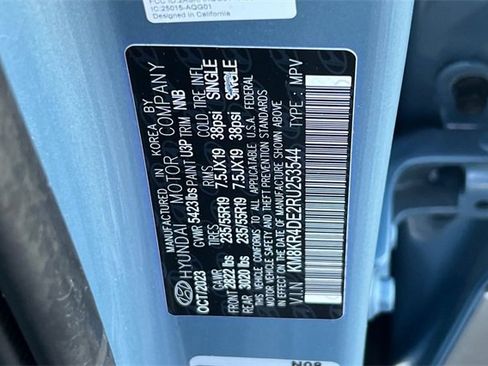 FCC ID:2AGH
IC:25015-AQG01
Designed in California
MANUFACTURED IN KOREA BY
HYUNDAI MOTOR COMPANY
OCT/2023 GVWR 5423lbs PAINT U3P TRIM NNB
GAWR TIRES RIMS COLD TIRE INFL
FRONT 2822 lbs 235/55R19 7.5JX19 38psi SINGLE
REAR 3020 lbs 235/55R19 7.5JX19 38psi SINGLE
THIS VEHICLE CONFORMS TO ALL APPLICABLE U.S.A. FEDERAL
MOTOR VEHICLE SAFETY AND THEFT PREVENTION STANDARDS
IN EFFECT ON THE DATE OF MANUFACTURE SHOWN ABOVE
V.I.N : KM8KR4DE2RU253544 TYPE : MPV